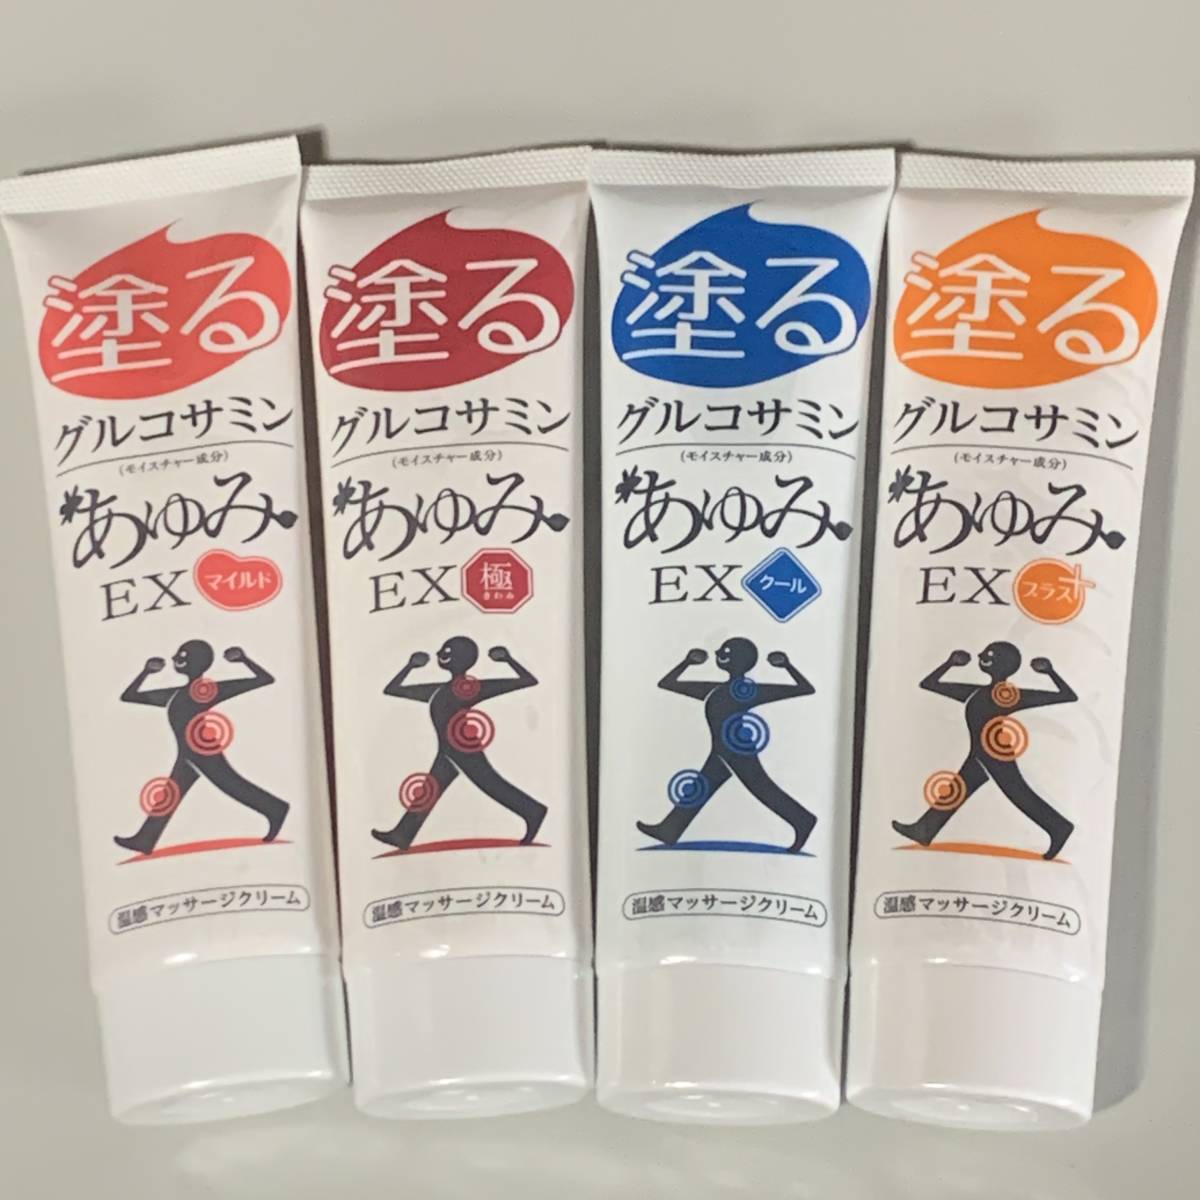 塗る
グルコサミン
(モイスチャー成分)
あゆみ
EX マイルド
温感マッサージクリーム
塗る
グルコサミン
(モイスチャー成分)
あゆみ
EX 極
きわみ
温感マッサージクリーム
塗る
グルコサミン
(モイスチャー成分)
あゆみ
EX クール
温感マッサージクリーム
塗る
グルコサミン
(モイスチャー成分)
あゆみ
EX プラス+
温感マッサージクリーム